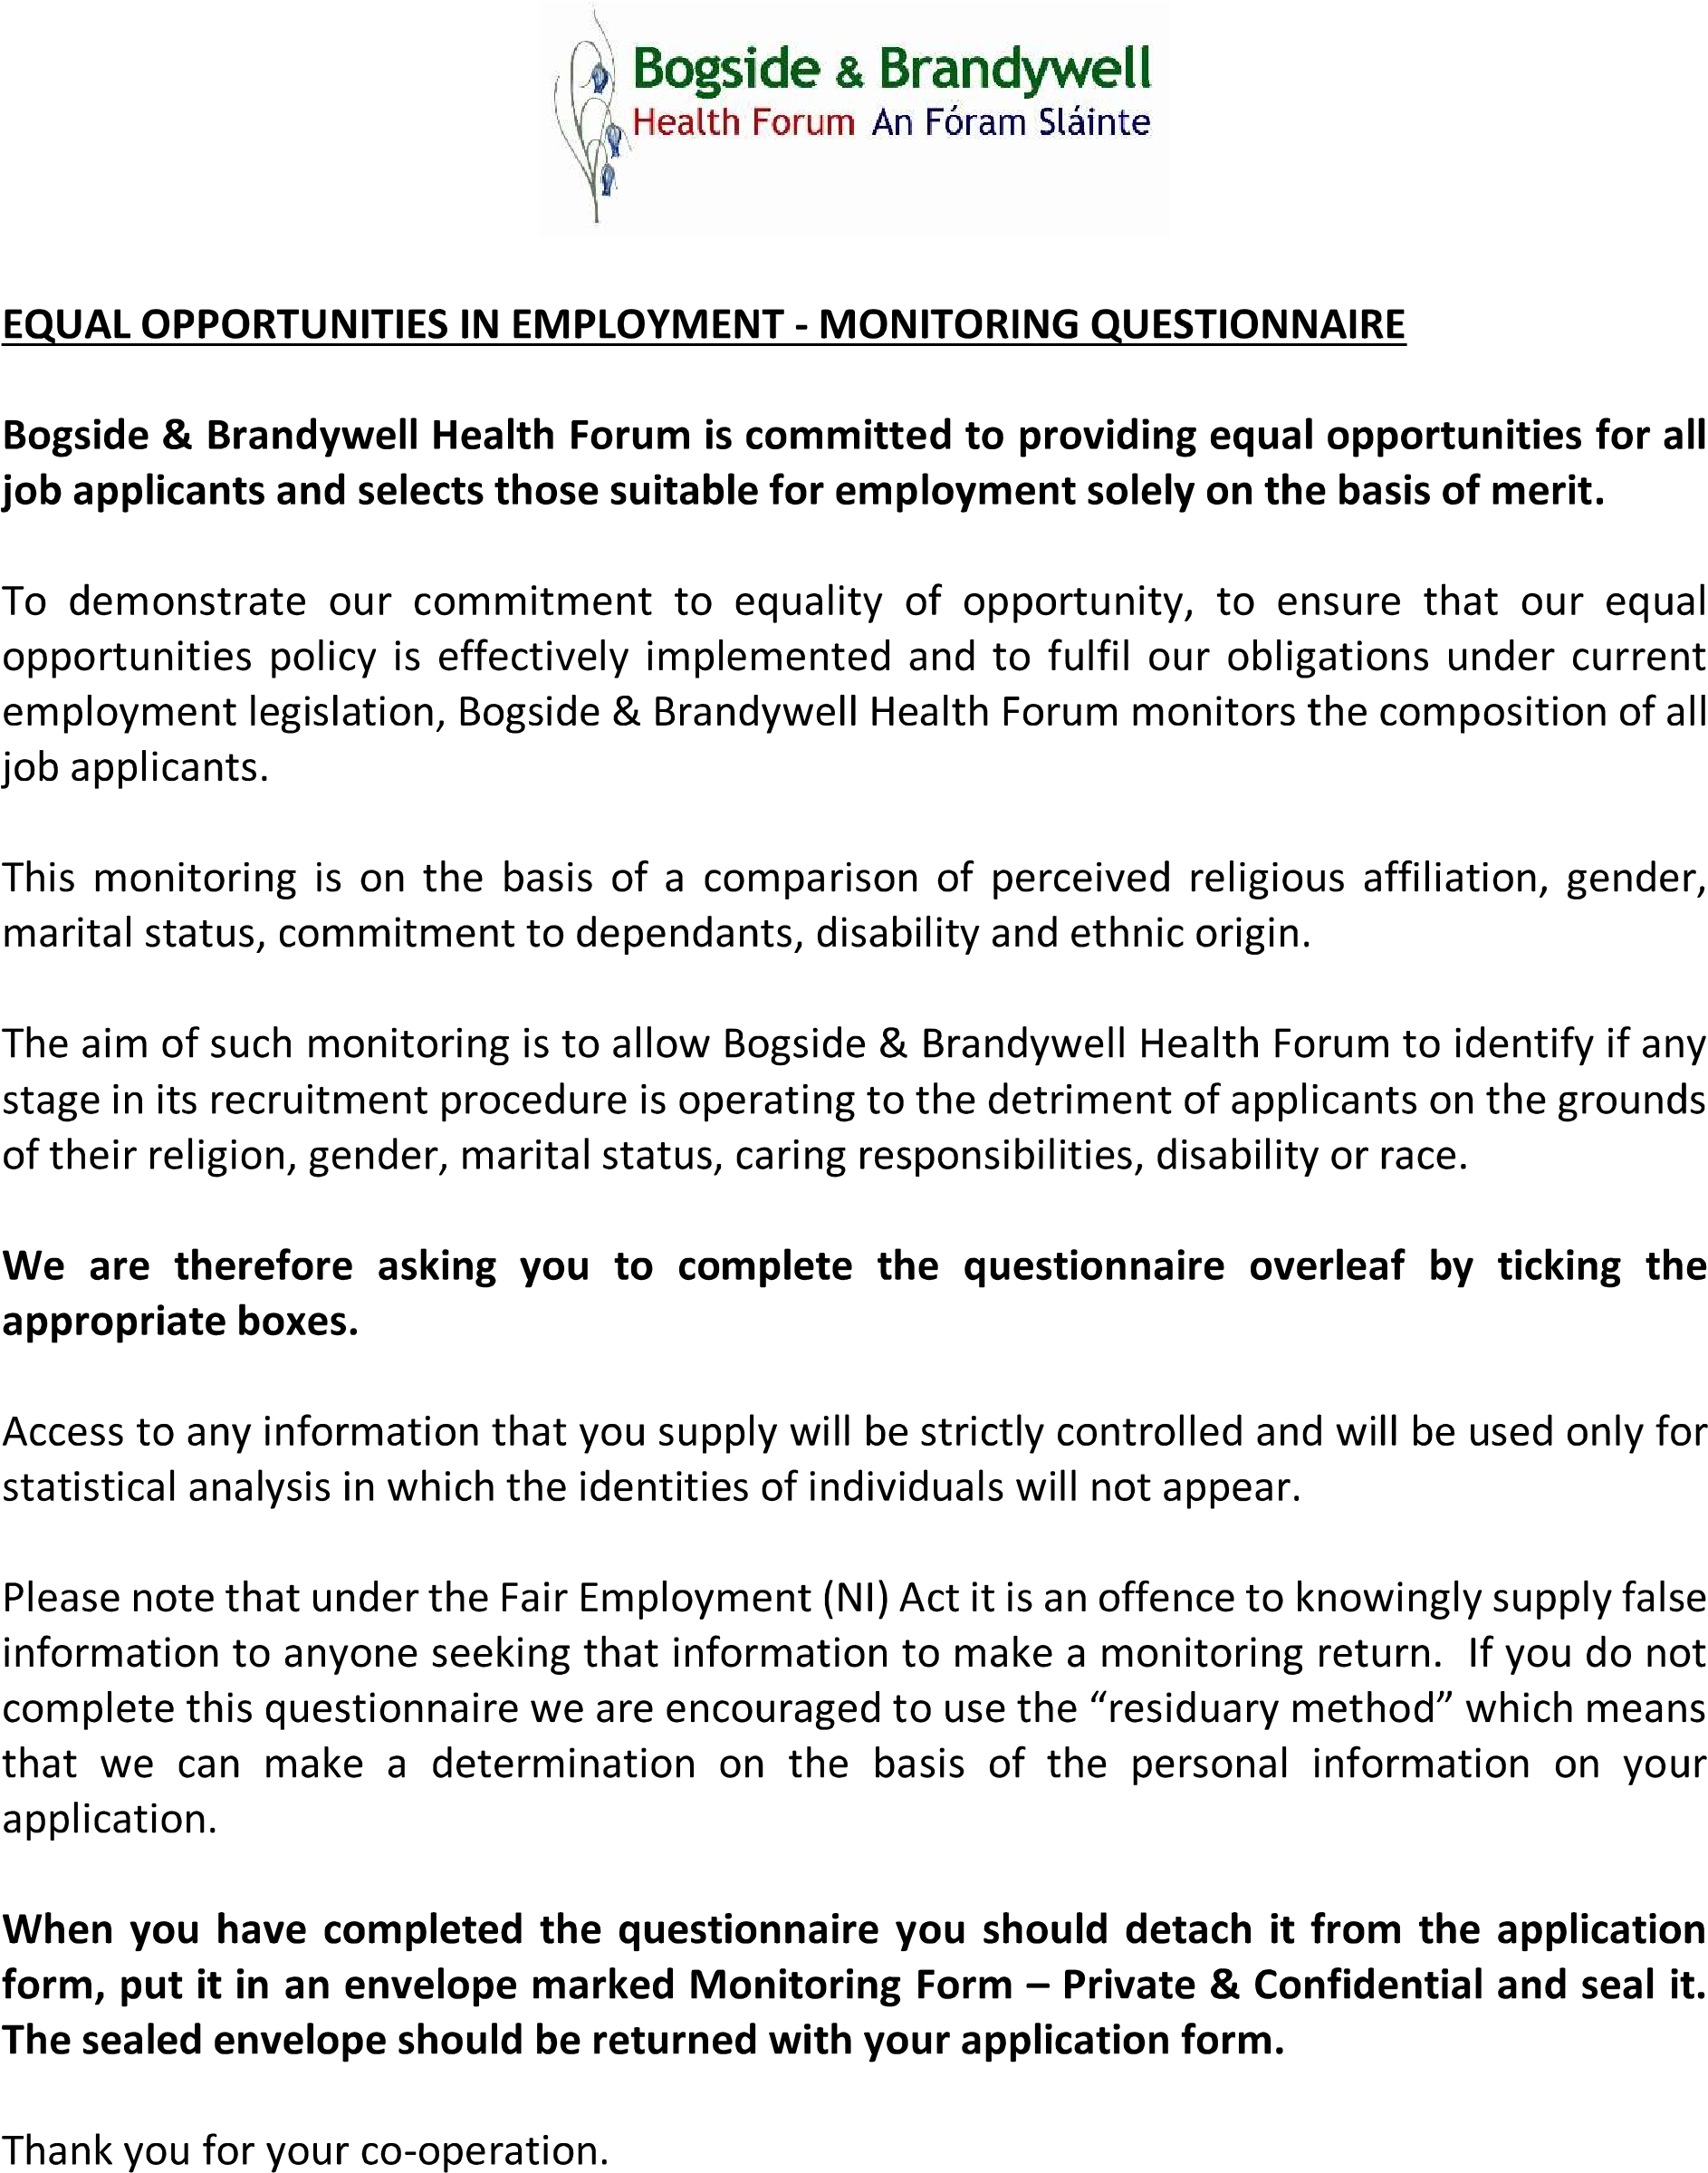 Bogside & Brandywell
Health Forum An Fóram Sláinte
EQUAL OPPORTUNITIES IN EMPLOYMENT - MONITORING QUESTIONNAIRE
Bogside & Brandywell Health Forum is committed to providing equal opportunities for all
job applicants and selects those suitable for employment solely on the basis of merit.
To demonstrate our commitment to equality of opportunity, to ensure that our equal
opportunities policy is effectively implemented and to fulfil our obligations under current
employment legislation, Bogside & Brandywell Health Forum monitors the composition of all
job applicants.
This monitoring is on the basis of a comparison of perceived religious affiliation, gender,
marital status, commitment to dependants, disability and ethnic origin.
The aim of such monitoring is to allow Bogside & Brandywell Health Forum to identify if any
stage in its recruitment procedure is operating to the detriment of applicants on the grounds
of their religion, gender, marital status, caring responsibilities, disability or race.
We are therefore asking you to complete the questionnaire overleaf by ticking the
appropriate boxes.
Access to any information that you supply will be strictly controlled and will be used only for
statistical analysis in which the identities of individuals will not appear.
Please note that under the Fair Employment (NI) Act it is an offence to knowingly supply false
information to anyone seeking that information to make a monitoring return. If you do not
complete this questionnaire we are encouraged to use the “residuary method” which means
that we can make a determination on the basis of the personal information on your
application.
When you have completed the questionnaire you should detach it from the application
form, put it in an envelope marked Monitoring Form – Private & Confidential and seal it.
The sealed envelope should be returned with your application form.
Thank you for your co-operation.